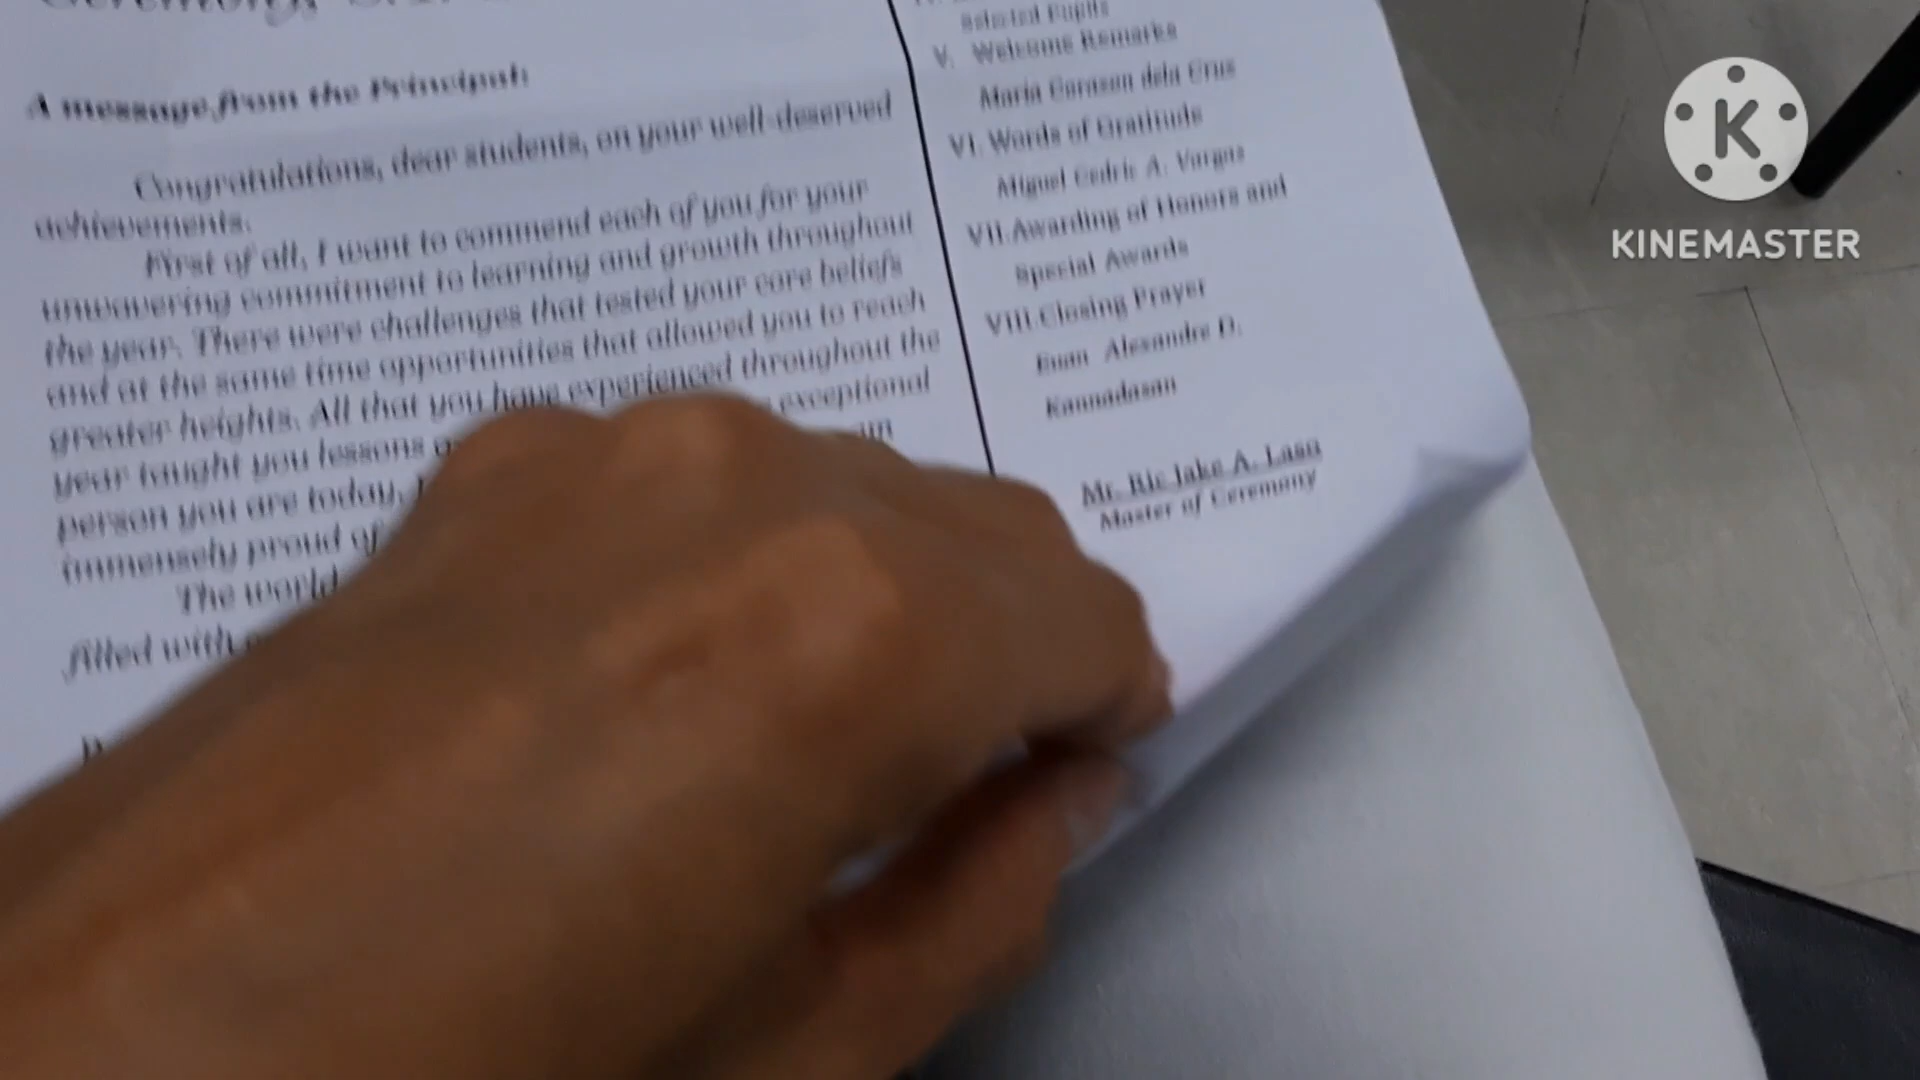 A message from the Principal:
Congratulations, dear students, on your well-deserved
achievements.
First of all, I want to commend each of you for your
unwavering commitment to learning and growth throughout
the year. There were challenges that tested your core beliefs
and at the same time opportunities that allowed you to reach
greater heights. All that you have experienced throughout the
year taught you lessons exceptional
person you are today.
immensely proud of
The world
filled with
Selected Pupils
V. Welcome Remarks
Maria Corazon dela Cruz
VI. Words of Gratitude
Miguel Cedric A. Vargas
VII.Awarding of Honors and
Special Awards
VIII.Closing Prayer
Euan Alexandre D.
Kannadasan
Mr. Ric Jake A. Laso
Master of Ceremony
K
KINEMASTER